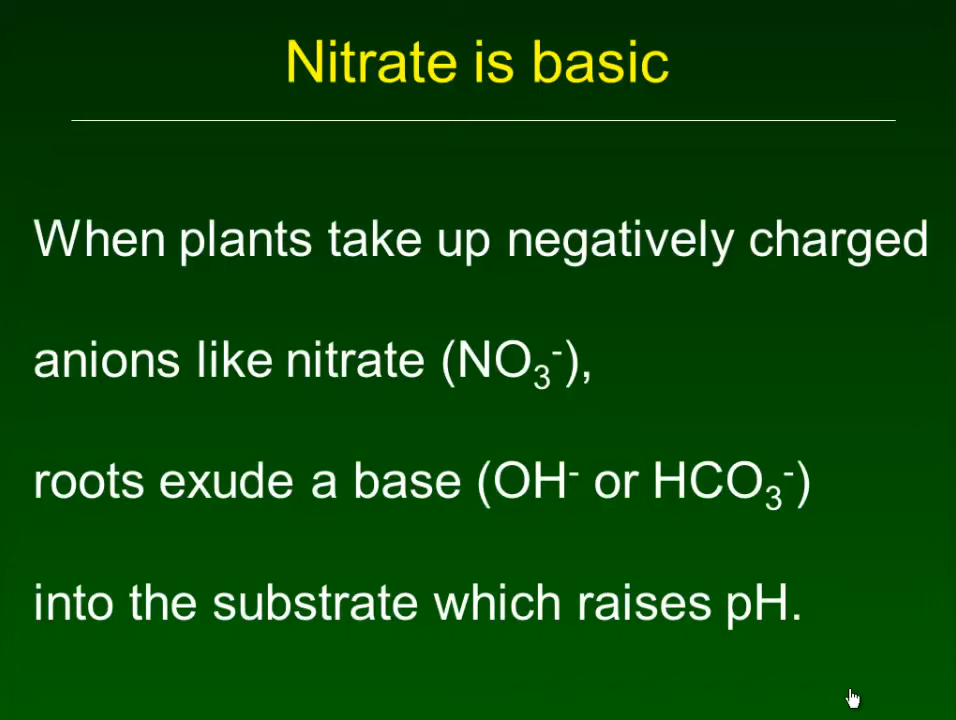 Nitrate is basic
When plants take up negatively charged
anions like nitrate (NO₃⁻),
roots exude a base (OH⁻ or HCO₃⁻)
into the substrate which raises pH.